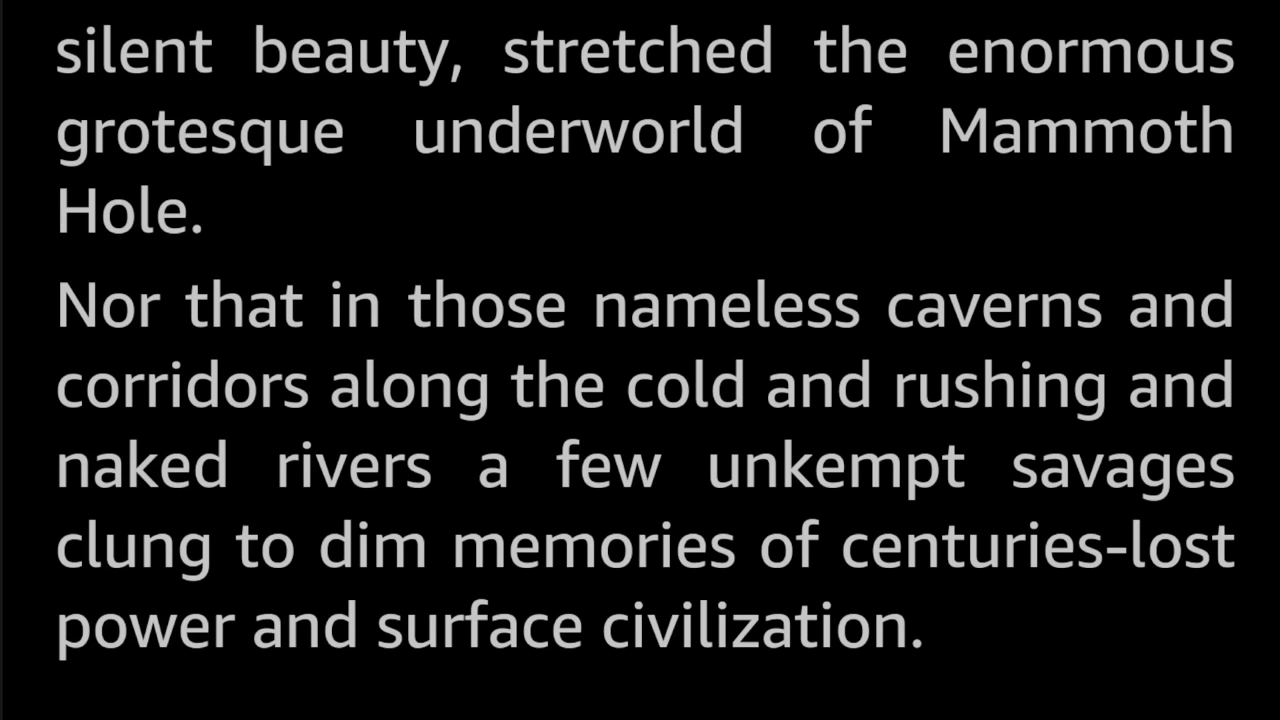 silent beauty, stretched the enormous
grotesque underworld of Mammoth
Hole.
Nor that in those nameless caverns and
corridors along the cold and rushing and
naked rivers a few unkempt savages
clung to dim memories of centuries-lost
power and surface civilization.